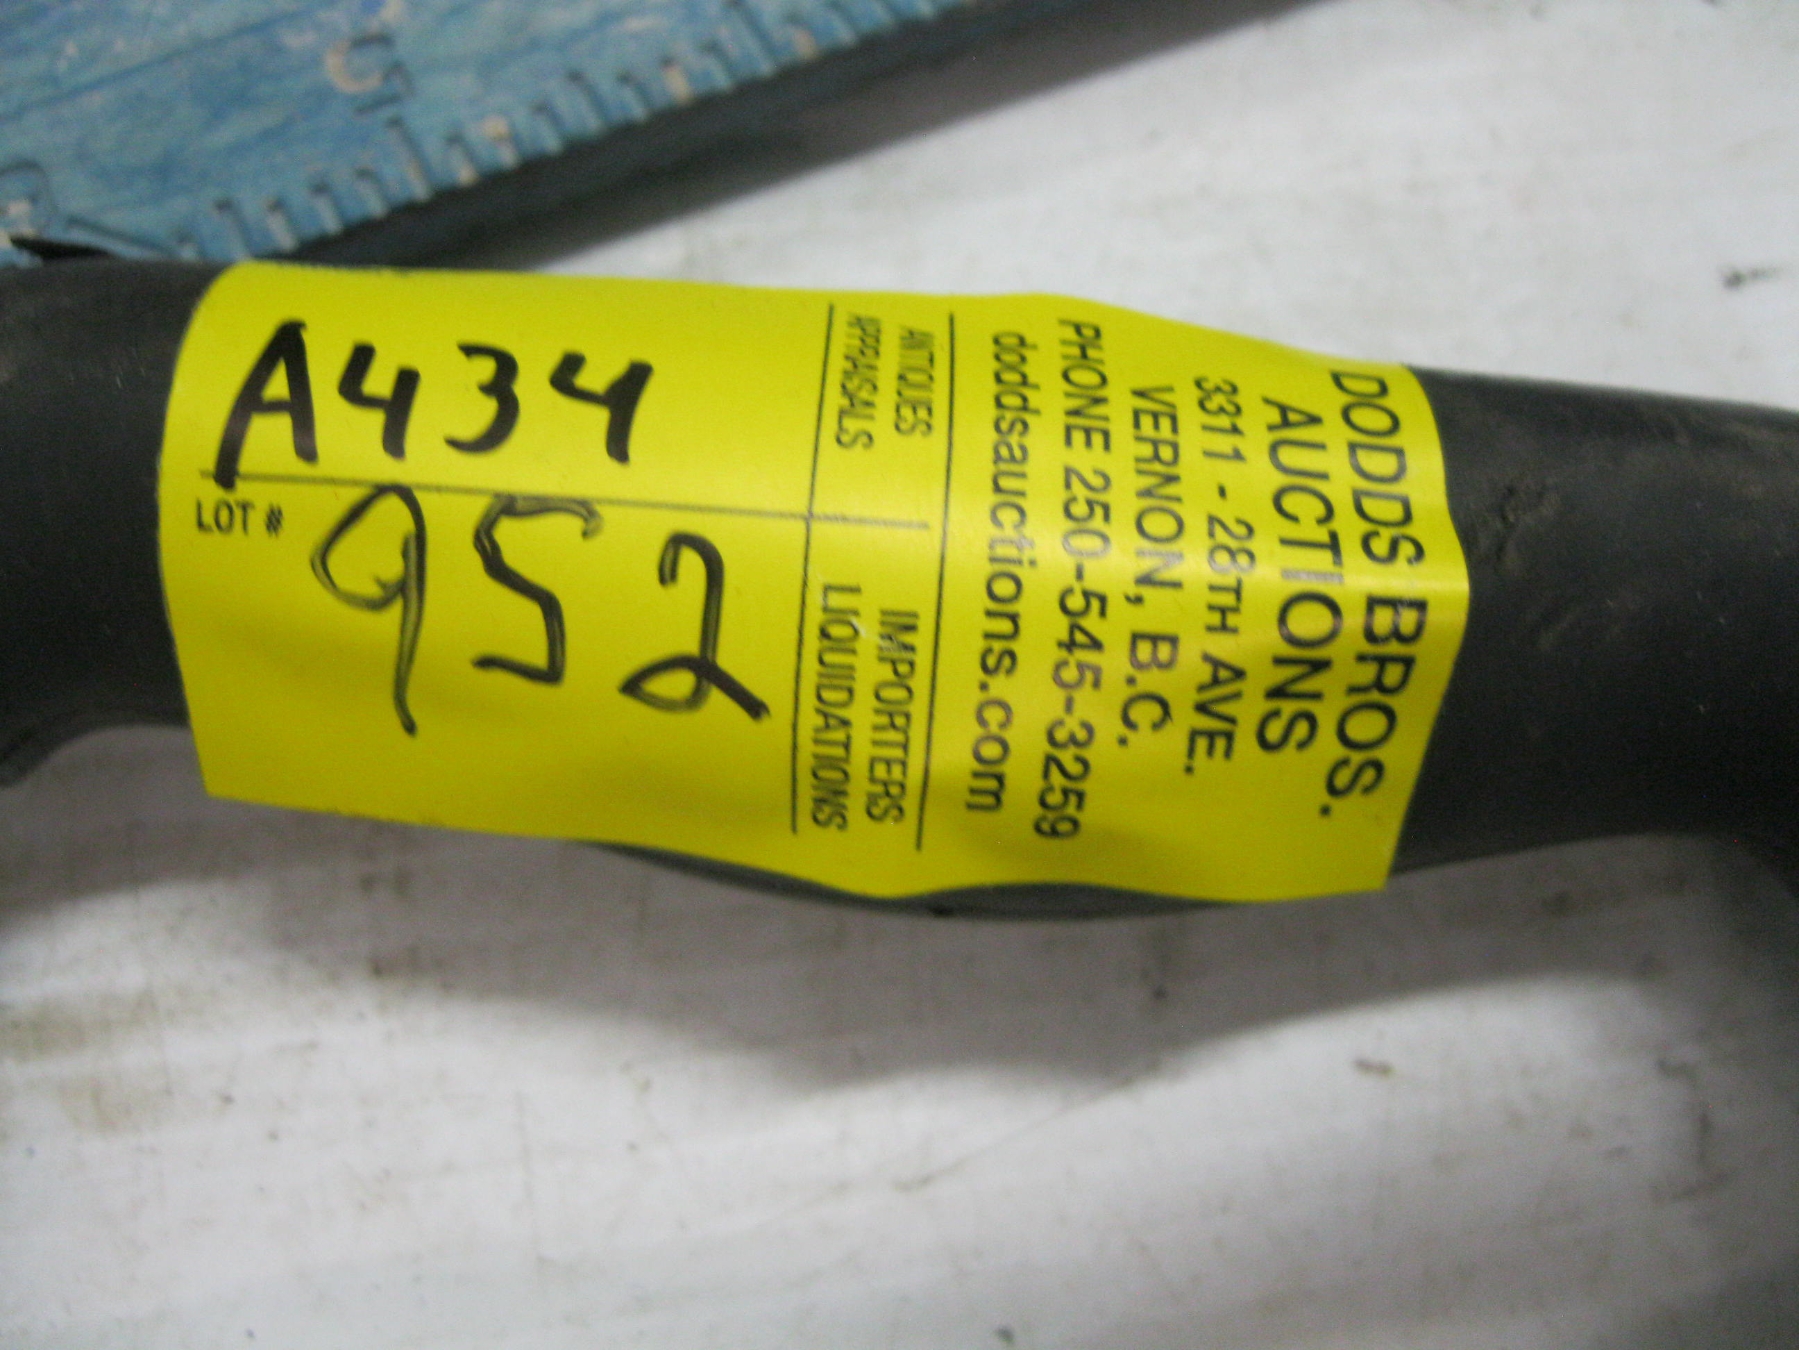 A434
LOT # 952
DODDS BROS.
AUCTIONS
3311 - 28TH AVE.
VERNON, B.C.
PHONE 250-545-3259
doddsauctions.com
ANTIQUES
APPRAISALS
IMPORTERS
LIQUIDATIONS